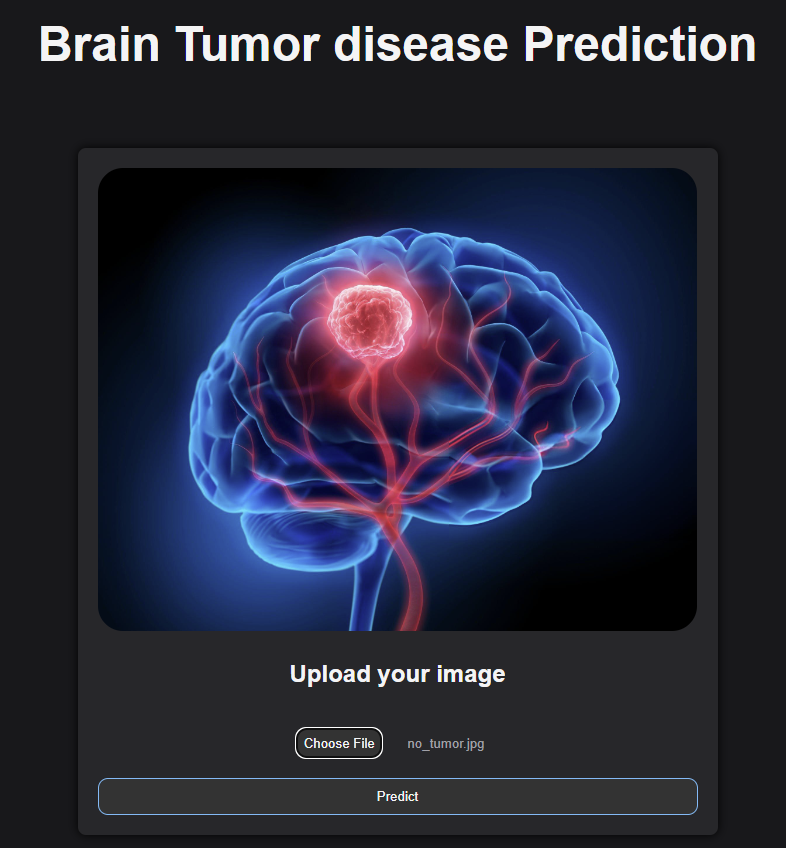 Brain Tumor disease Prediction
Upload your image
Choose File no_tumor.jpg
Predict